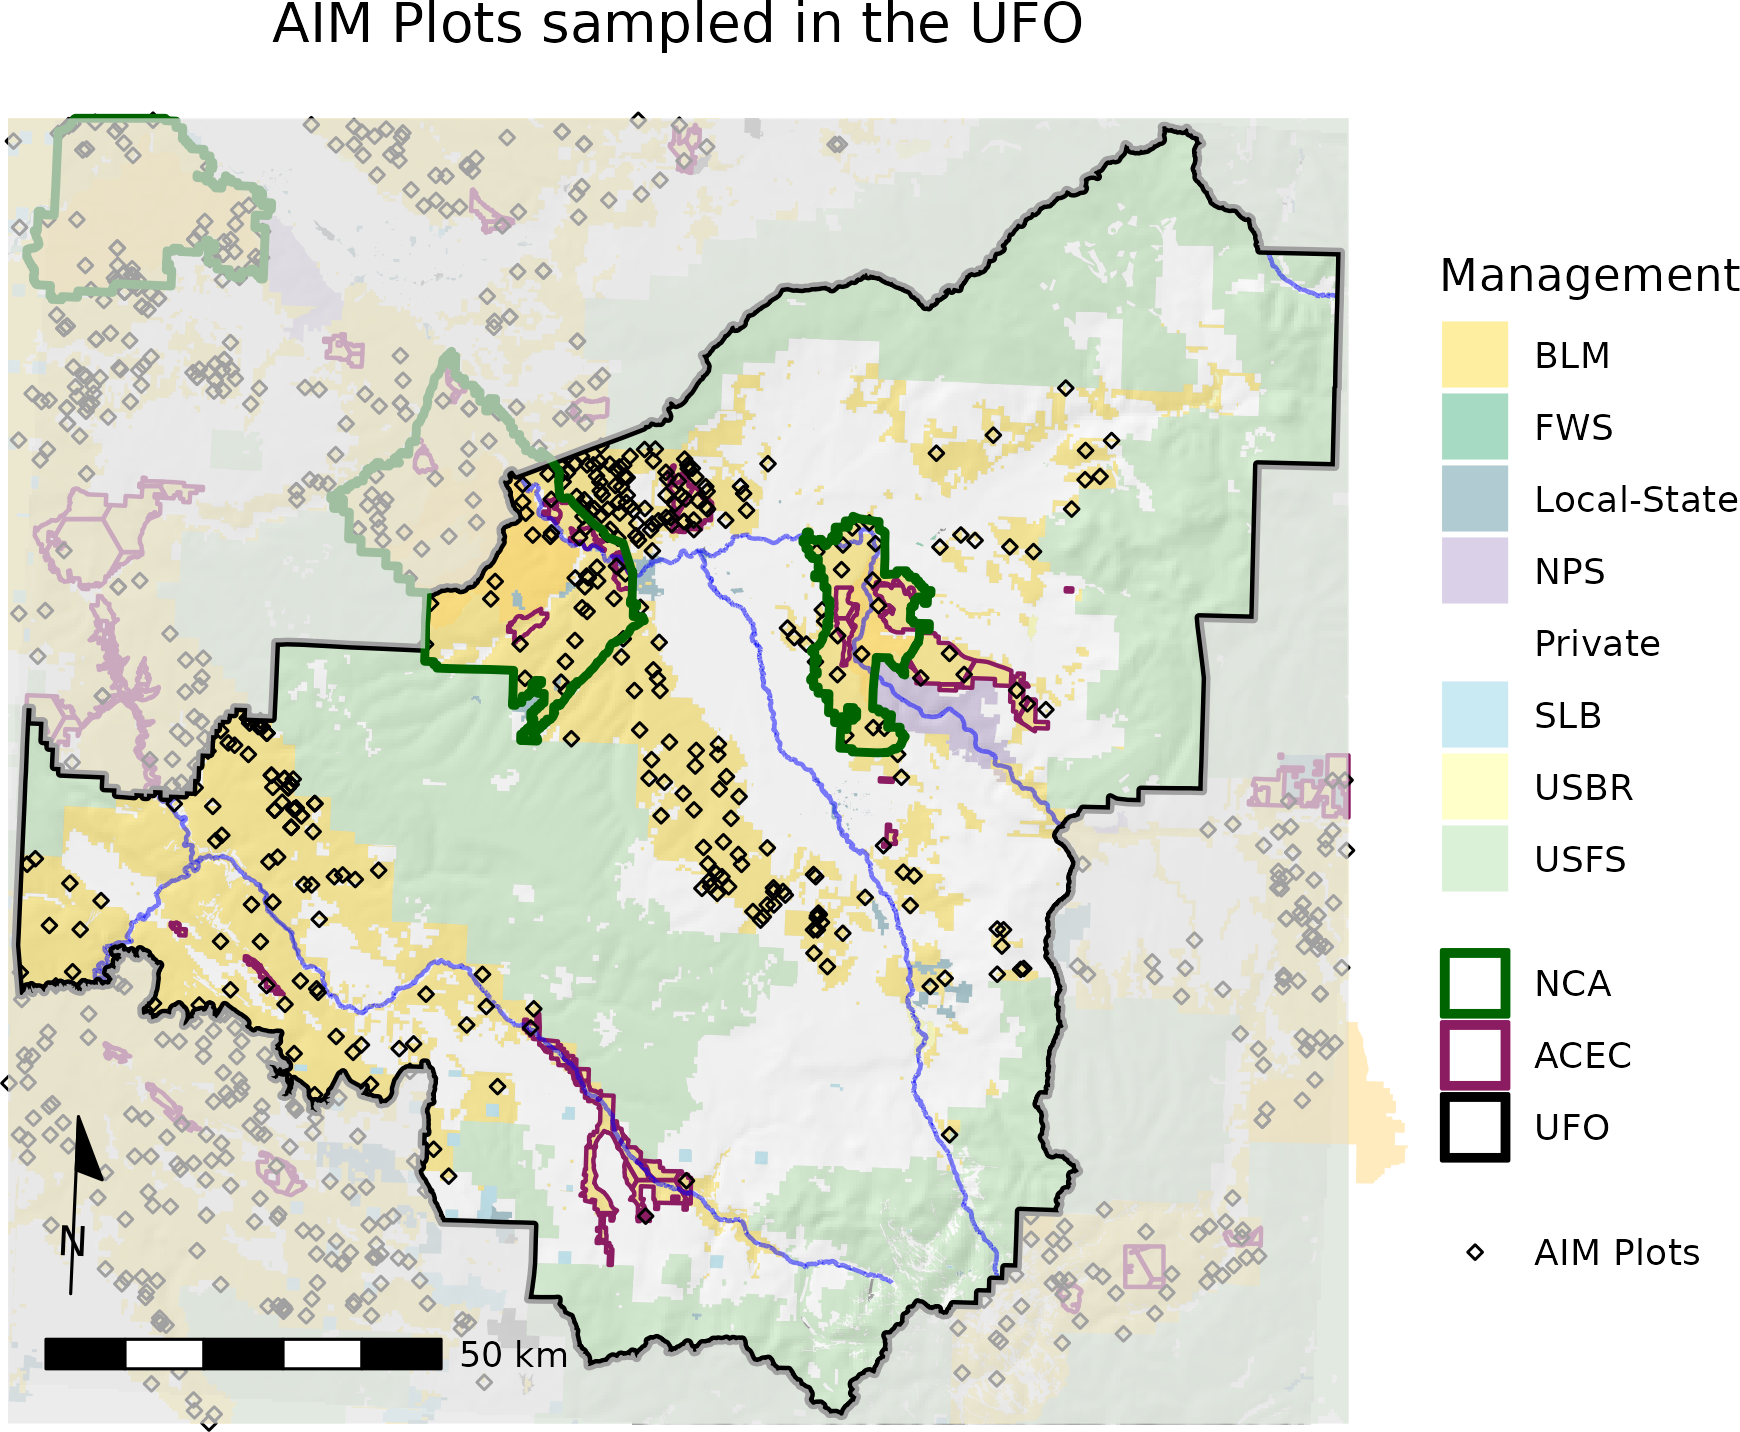 AIM Plots sampled in the UFO
Management
BLM
FWS
Local-State
NPS
Private
SLB
USBR
USFS
NCA
ACEC
UFO
AIM Plots
N
50 km